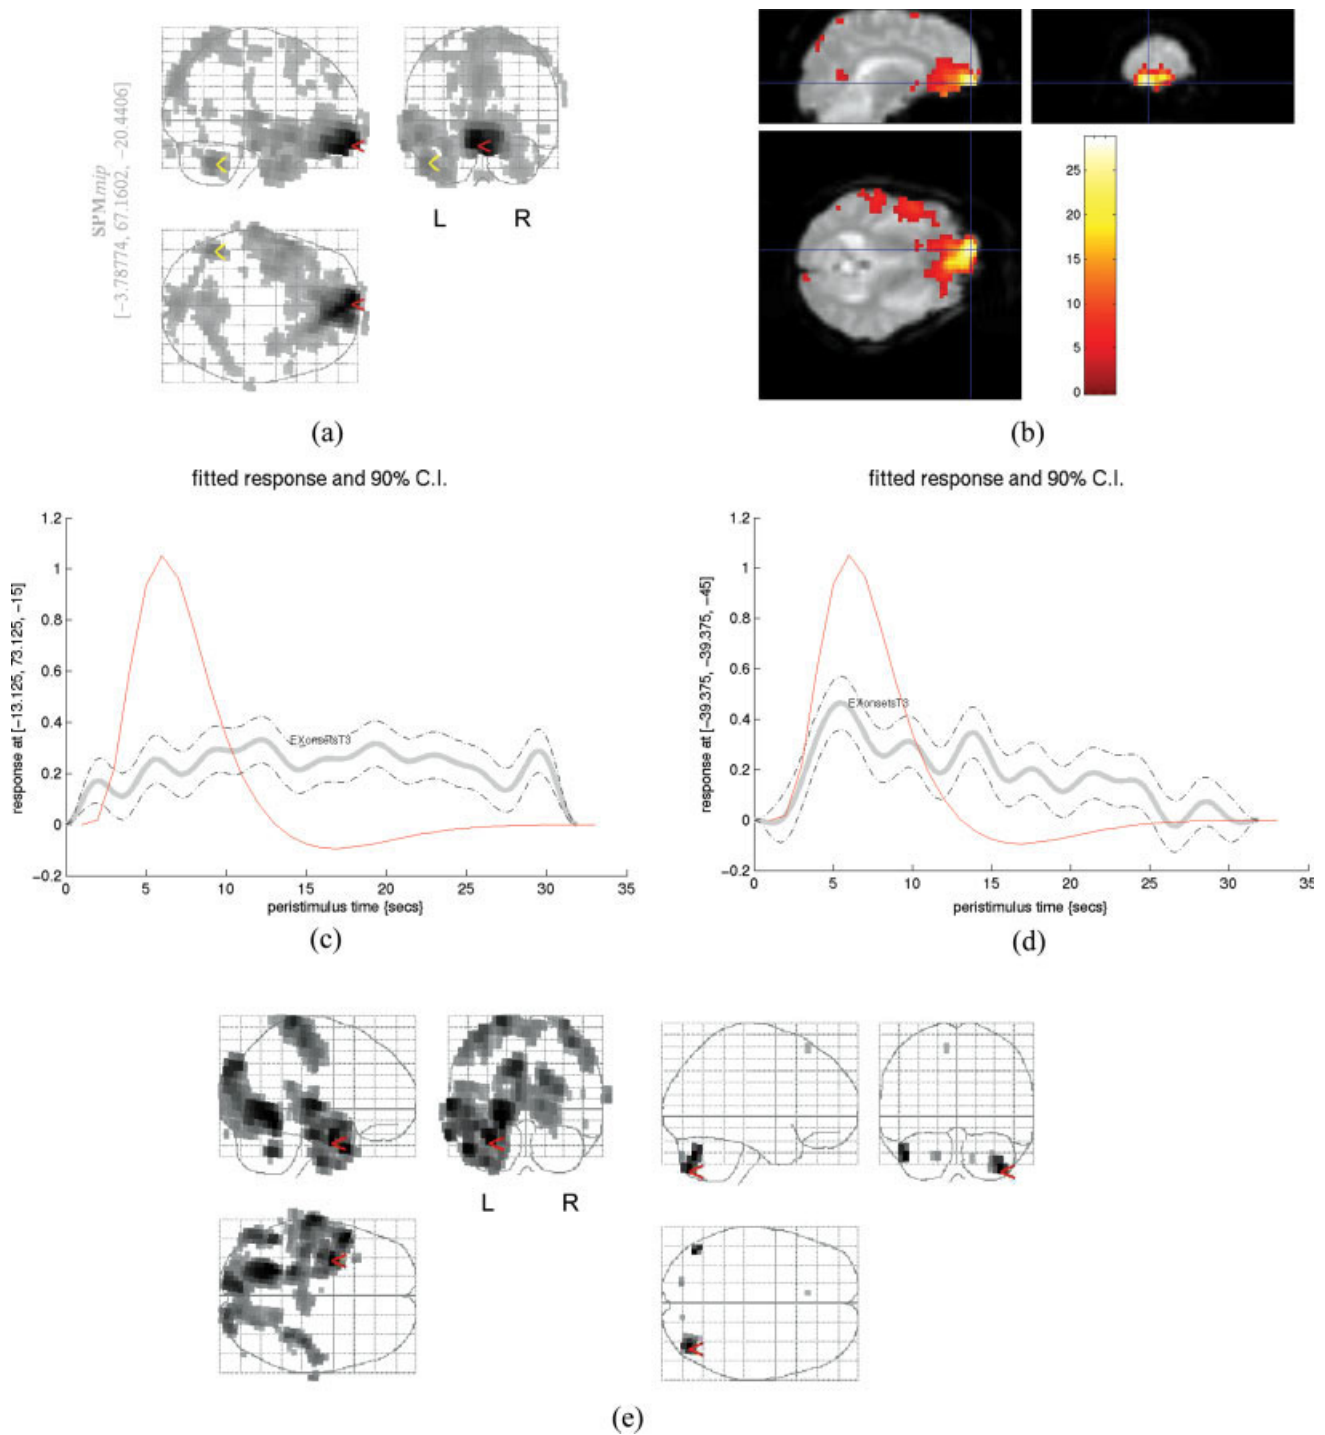 SPMmip
[−3.78774, 67.1602, −20.4406]
L R
(a)
25
20
15
10
5
0
(b)
fitted response and 90% C.I.
1.2
1
0.8
0.6
0.4
0.2
0
−0.2
response at [−13.125, 73.125, −15]
EXonsetsT3
0 5 10 15 20 25 30 35
peristimulus time {secs}
(c)
fitted response and 90% C.I.
1.2
1
0.8
0.6
0.4
0.2
0
−0.2
response at [−39.375, −39.375, −45]
EXonsetsT3
0 5 10 15 20 25 30 35
peristimulus time {secs}
(d)
L R
(e)